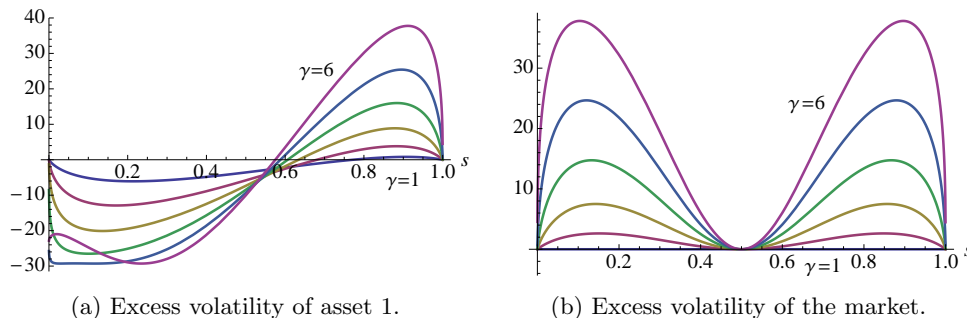 40
30
20
10
−10
−20
−30
0.2 0.4 0.6 0.8 1.0 s
γ=6
γ=1
(a) Excess volatility of asset 1.
30
20
10
0.2 0.4 0.6 0.8 1.0
γ=6
γ=1
(b) Excess volatility of the market.